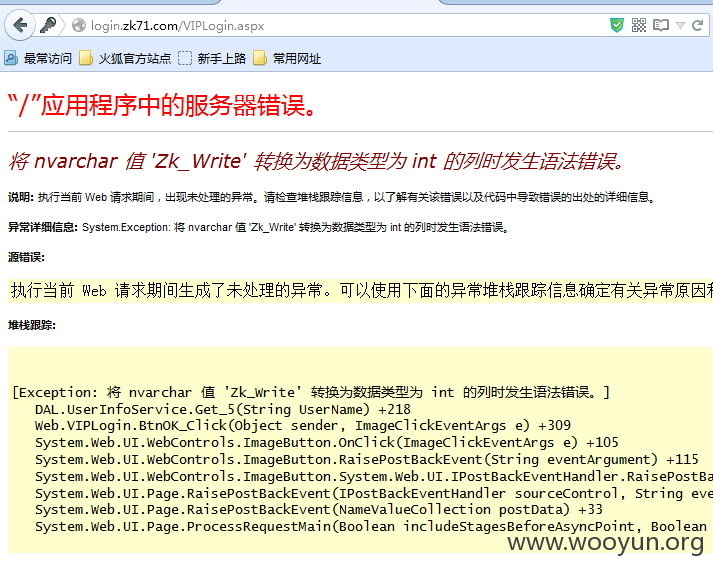 login.zk71.com/VIPLogin.aspx
最常访问 火狐官方站点 新手上路 常用网址
“/”应用程序中的服务器错误。
将 nvarchar 值 'Zk_Write' 转换为数据类型为 int 的列时发生语法错误。
说明: 执行当前 Web 请求期间，出现未处理的异常。请检查堆栈跟踪信息，以了解有关该错误以及代码中导致错误的出处的详细信息。
异常详细信息: System.Exception: 将 nvarchar 值 'Zk_Write' 转换为数据类型为 int 的列时发生语法错误。
源错误:
执行当前 Web 请求期间生成了未处理的异常。可以使用下面的异常堆栈跟踪信息确定有关异常原因和
堆栈跟踪:
[Exception: 将 nvarchar 值 'Zk_Write' 转换为数据类型为 int 的列时发生语法错误。]
DAL.UserInfoService.Get_5(String UserName) +218
Web.VIPLogin.BtnOK_Click(Object sender, ImageClickEventArgs e) +309
System.Web.UI.WebControls.ImageButton.OnClick(ImageClickEventArgs e) +105
System.Web.UI.WebControls.ImageButton.RaisePostBackEvent(String eventArgument) +115
System.Web.UI.WebControls.ImageButton.System.Web.UI.IPostBackEventHandler.RaisePostBa
System.Web.UI.Page.RaisePostBackEvent(IPostBackEventHandler sourceControl, String eve
System.Web.UI.Page.RaisePostBackEvent(NameValueCollection postData) +33
System.Web.UI.Page.ProcessRequestMain(Boolean includeStagesBeforeAsyncPoint, Boolean
www.wooyun.org